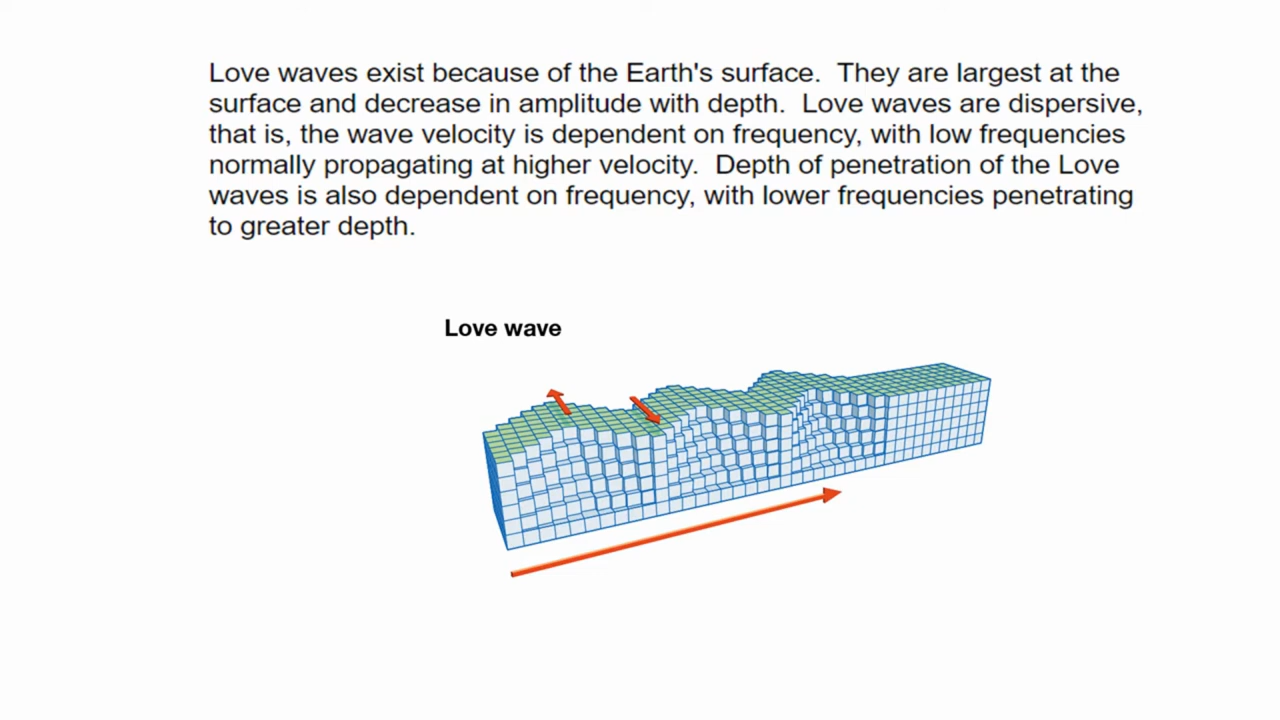 Love waves exist because of the Earth's surface.  They are largest at the
surface and decrease in amplitude with depth.  Love waves are dispersive,
that is, the wave velocity is dependent on frequency, with low frequencies
normally propagating at higher velocity.  Depth of penetration of the Love
waves is also dependent on frequency, with lower frequencies penetrating
to greater depth.
Love wave